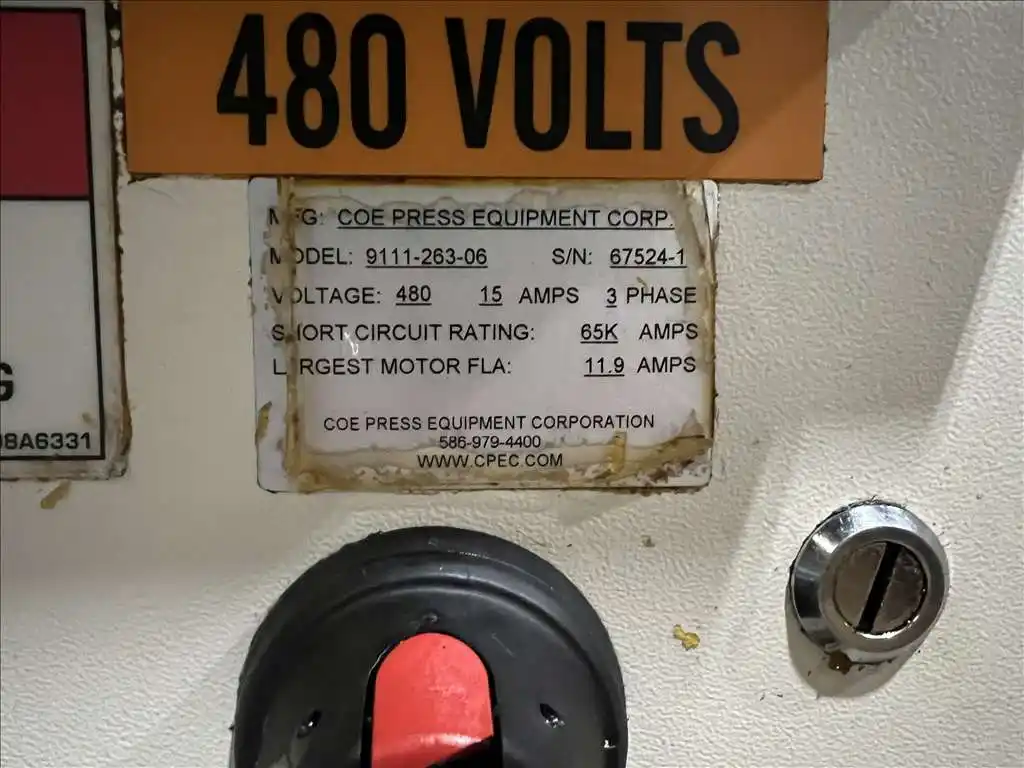 480 VOLTS
MFG: COE PRESS EQUIPMENT CORP.
MODEL: 9111-263-06 S/N: 67524-1
VOLTAGE: 480 15 AMPS 3 PHASE
SHORT CIRCUIT RATING: 65K AMPS
LARGEST MOTOR FLA: 11.9 AMPS
COE PRESS EQUIPMENT CORPORATION
586-979-4400
WWW.CPEC.COM
G
08A6331